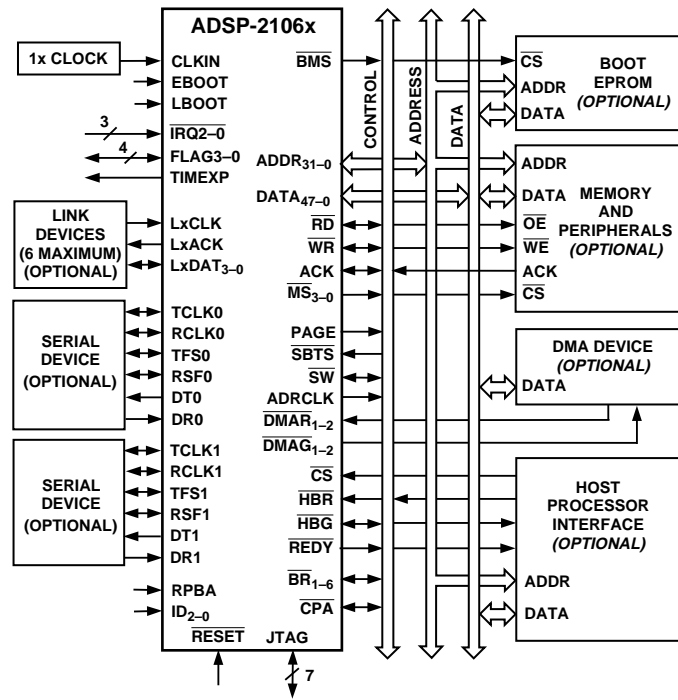 ADSP-2106x
1x CLOCK
3
4
LINK
DEVICES
(6 MAXIMUM)
(OPTIONAL)
SERIAL
DEVICE
(OPTIONAL)
SERIAL
DEVICE
(OPTIONAL)
CLKIN
EBOOT
LBOOT
IRQ2–0
FLAG3–0
TIMEXP
LxCLK
LxACK
LxDAT3–0
TCLK0
RCLK0
TFS0
RSF0
DT0
DR0
TCLK1
RCLK1
TFS1
RSF1
DT1
DR1
RPBA
ID2–0
RESET
JTAG
7
BMS
ADDR31–0
DATA47–0
RD
WR
ACK
MS3–0
PAGE
SBTS
SW
ADRCLK
DMAR1–2
DMAG1–2
CS
HBR
HBG
REDY
BR1–6
CPA
CONTROL
ADDRESS
DATA
CS
ADDR
DATA
BOOT
EPROM
(OPTIONAL)
ADDR
DATA
OE
WE
ACK
CS
MEMORY
AND
PERIPHERALS
(OPTIONAL)
DMA DEVICE
(OPTIONAL)
DATA
HOST
PROCESSOR
INTERFACE
(OPTIONAL)
ADDR
DATA